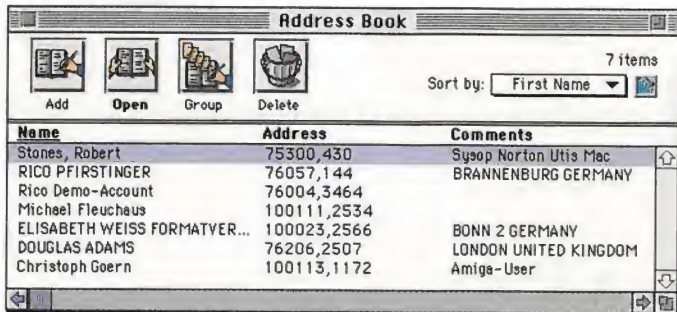 Address Book
7 items
Sort by: First Name
Add Open Group Delete
Name Address Comments
Stones, Robert 75300,430 Sysop Norton Utis Mac
RICO PFIRSTINGER 76057,144 BRANNENBURG GERMANY
Rico Demo-Account 76004,3464
Michael Fleuchaus 100111,2534
ELISABETH WEISS FORMATVER... 100023,2566 BONN 2 GERMANY
DOUGLAS ADAMS 76206,2507 LONDON UNITED KINGDOM
Christoph Goern 100113,1172 Amiga-User